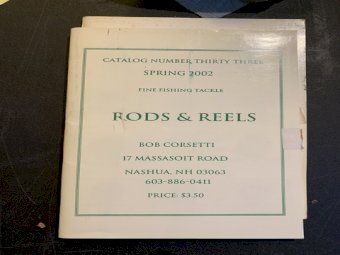 CATALOG NUMBER THIRTY THREE
SPRING 2002
FINE FISHING TACKLE
RODS & REELS
BOB CORSETTI
17 MASSASOIT ROAD
NASHUA, NH 03063
603-886-0411
PRICE: $3.50